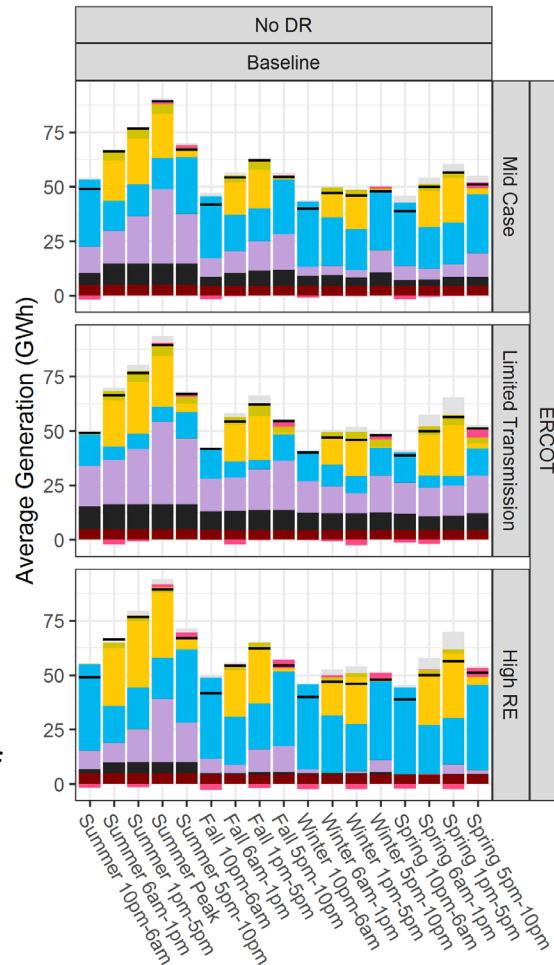 No DR
Baseline
Average Generation (GWh)
75
50
25
0
Mid Case
75
50
25
0
Limited Transmission
ERCOT
75
50
25
0
High RE
Summer 10pm-6am
Summer 6am-1pm
Summer 1pm-5pm
Summer Peak
Summer 5pm-10pm
Fall 10pm-6am
Fall 6am-1pm
Fall 1pm-5pm
Fall 5pm-10pm
Winter 10pm-6am
Winter 6am-1pm
Winter 1pm-5pm
Winter 5pm-10pm
Spring 10pm-6am
Spring 6am-1pm
Spring 1pm-5pm
Spring 5pm-10pm